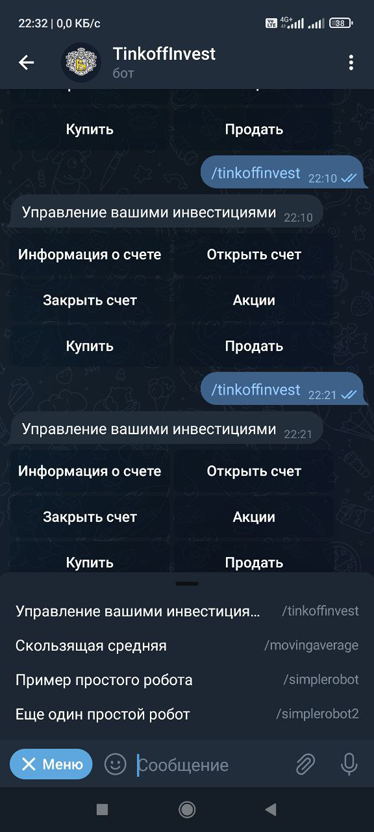 22:32 | 0,0 КБ/с
4G+
38
TinkoffInvest
бот
Купить Продать
/tinkoffinvest 22:10
Управление вашими инвестициями 22:10
Информация о счете Открыть счет
Закрыть счет Акции
Купить Продать
/tinkoffinvest 22:21
Управление вашими инвестициями 22:21
Информация о счете Открыть счет
Закрыть счет Акции
Купить Продать
Управление вашими инвестиция... /tinkoffinvest
Скользящая средняя /movingaverage
Пример простого робота /simplerobot
Еще один простой робот /simplerobot2
Меню Сообщение